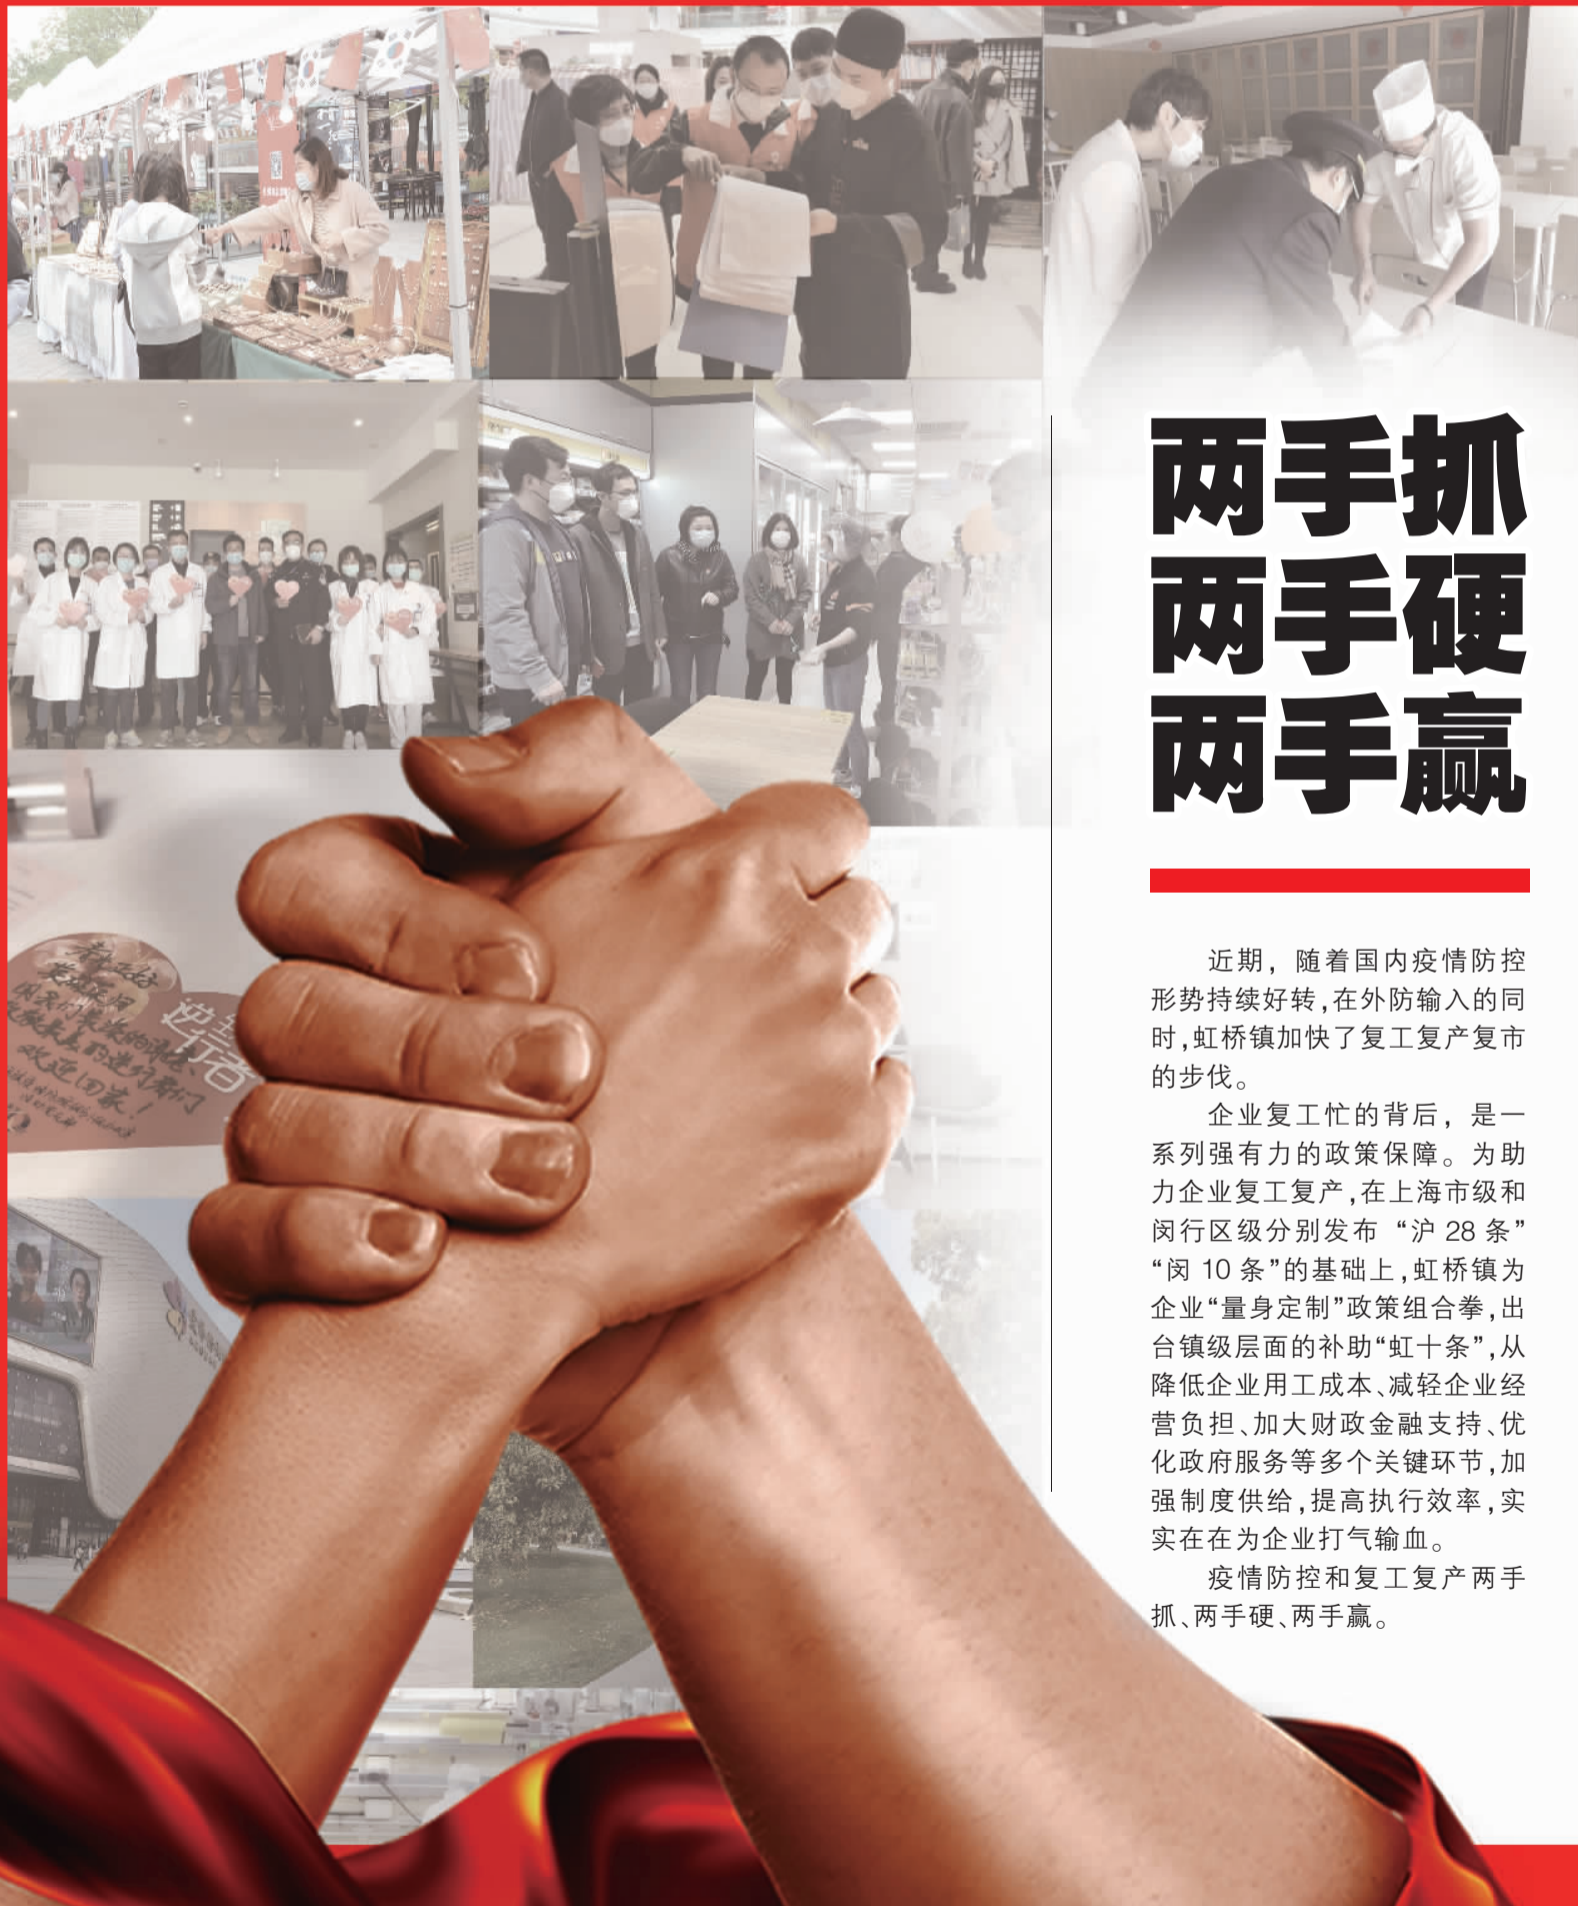 两手抓
两手硬
两手赢
近期，随着国内疫情防控
形势持续好转,在外防输入的同
时,虹桥镇加快了复工复产复市
的步伐。
企业复工忙的背后，是一
系列强有力的政策保障。为助
力企业复工复产,在上海市级和
闵行区级分别发布“沪 28 条”
“闵 10 条”的基础上,虹桥镇为
企业“量身定制”政策组合拳,出
台镇级层面的补助“虹十条”,从
降低企业用工成本、减轻企业经
营负担、加大财政金融支持、优
化政府服务等多个关键环节,加
强制度供给,提高执行效率,实
实在在为企业打气输血。
疫情防控和复工复产两手
抓、两手硬、两手赢。
逆行者
欢迎回家！